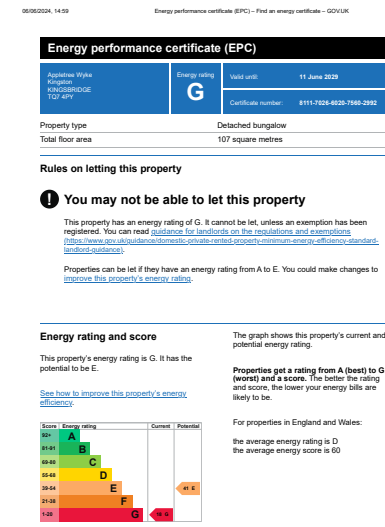 06/06/2024, 14:59 Energy performance certificate (EPC) – Find an energy certificate – GOV.UK
Energy performance certificate (EPC)
Appletree Wyke
Kingston
KINGSBRIDGE
TQ7 4PY
Energy rating
G
Valid until: 11 June 2029
Certificate number: 8111-7026-6020-7560-2992
Property type Detached bungalow
Total floor area 107 square metres
Rules on letting this property
! You may not be able to let this property
This property has an energy rating of G. It cannot be let, unless an exemption has been
registered. You can read guidance for landlords on the regulations and exemptions
(https://www.gov.uk/guidance/domestic-private-rented-property-minimum-energy-efficiency-standard-
landlord-guidance).
Properties can be let if they have an energy rating from A to E. You could make changes to
improve this property's energy rating.
Energy rating and score
This property's energy rating is G. It has the
potential to be E.
See how to improve this property's energy
efficiency.
Score Energy rating Current Potential
92+ A
81-91 B
69-80 C
55-68 D
39-54 E 41 E
21-38 F
1-20 G 16 G
The graph shows this property's current and
potential energy rating.
Properties get a rating from A (best) to G
(worst) and a score. The better the rating
and score, the lower your energy bills are
likely to be.
For properties in England and Wales:
the average energy rating is D
the average energy score is 60